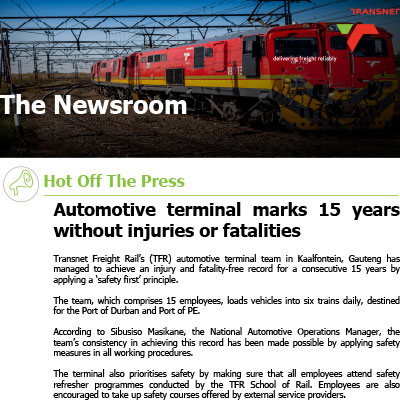 TRANSNET
delivering freight reliably
The Newsroom
Hot Off The Press
Automotive terminal marks 15 years
without injuries or fatalities
Transnet Freight Rail's (TFR) automotive terminal team in Kaalfontein, Gauteng has
managed to achieve an injury and fatality-free record for a consecutive 15 years by
applying a 'safety first' principle.
The team, which comprises 15 employees, loads vehicles into six trains daily, destined
for the Port of Durban and Port of PE.
According to Sibusiso Masikane, the National Automotive Operations Manager, the
team's consistency in achieving this record has been made possible by applying safety
measures in all working procedures.
The terminal also prioritises safety by making sure that all employees attend safety
refresher programmes conducted by the TFR School of Rail. Employees are also
encouraged to take up safety courses offered by external service providers.